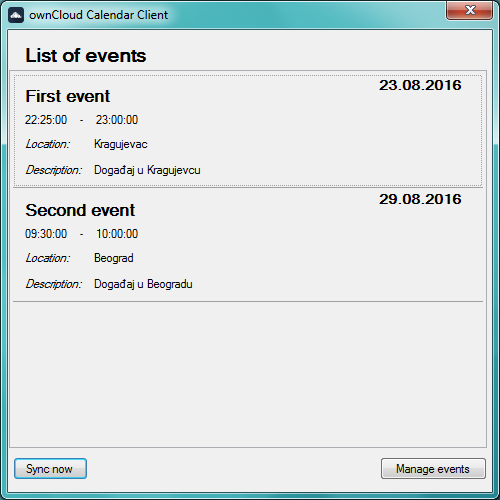 ownCloud Calendar Client
List of events
23.08.2016
First event
22:25:00 - 23:00:00
Location: Kragujevac
Description: Događaj u Kragujevcu
29.08.2016
Second event
09:30:00 - 10:00:00
Location: Beograd
Description: Događaj u Beogradu
Sync now
Manage events